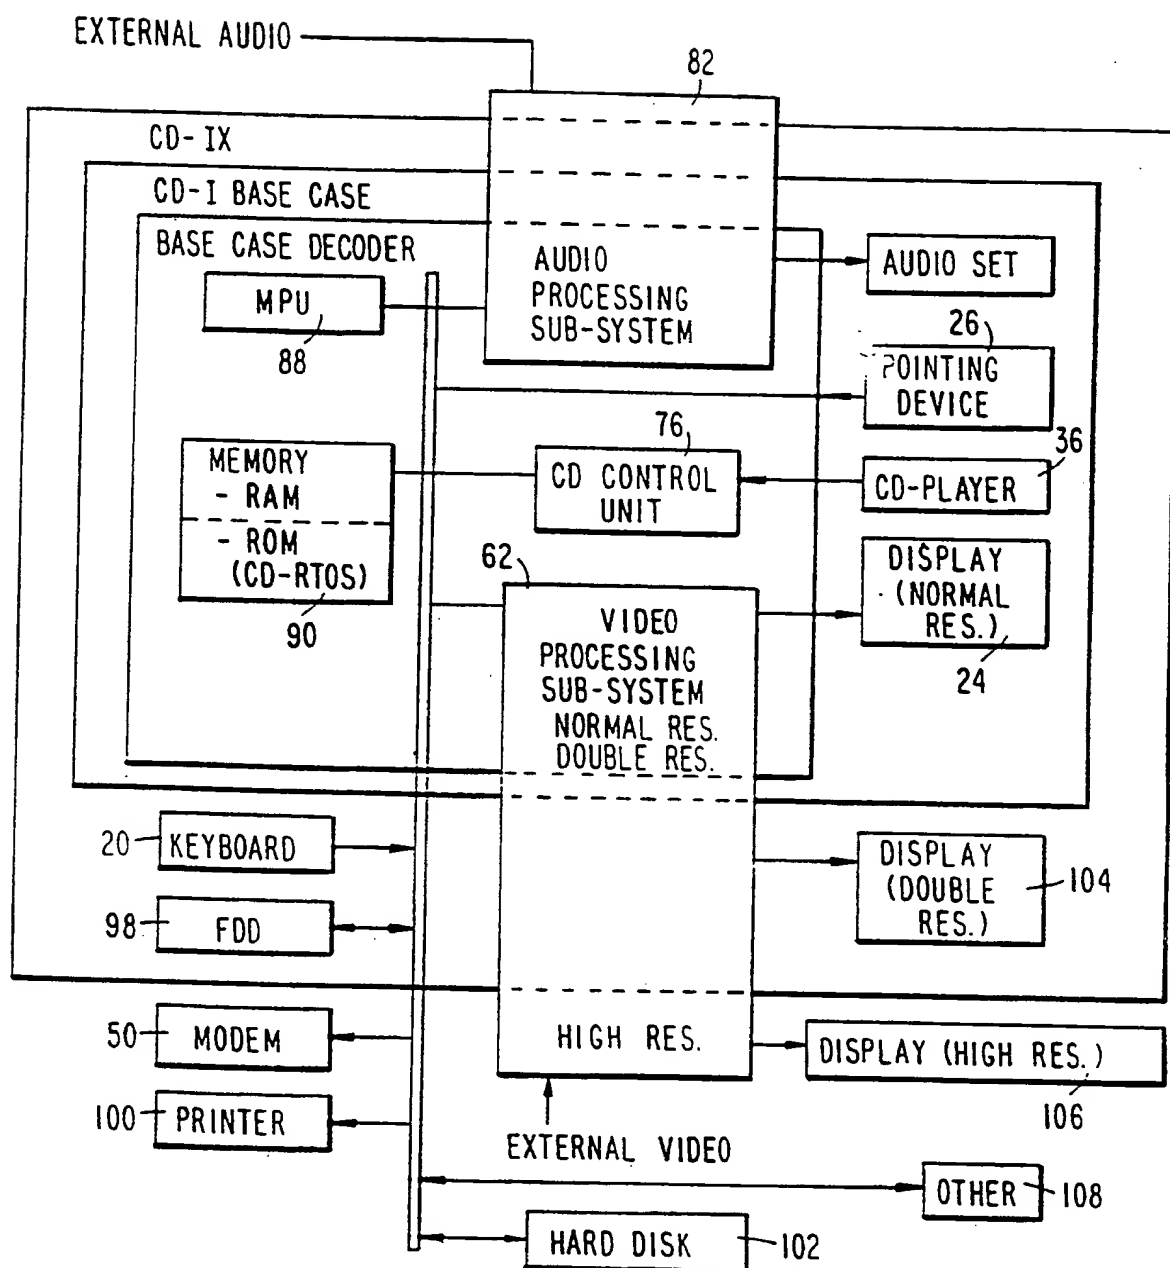 EXTERNAL AUDIO
82
CD-IX
CD-I BASE CASE
BASE CASE DECODER
MPU
88
AUDIO
PROCESSING
SUB-SYSTEM
AUDIO SET
26
POINTING
DEVICE
76
36
MEMORY
- RAM
- ROM
(CD-RTOS)
90
CD CONTROL
UNIT
CD-PLAYER
62
VIDEO
PROCESSING
SUB-SYSTEM
NORMAL RES.
DOUBLE RES.
DISPLAY
(NORMAL
RES.)
24
20 KEYBOARD
DISPLAY
(DOUBLE
RES.)
104
98 FDD
50 MODEM
HIGH RES.
DISPLAY (HIGH RES.)
106
100 PRINTER
EXTERNAL VIDEO
OTHER 108
HARD DISK 102